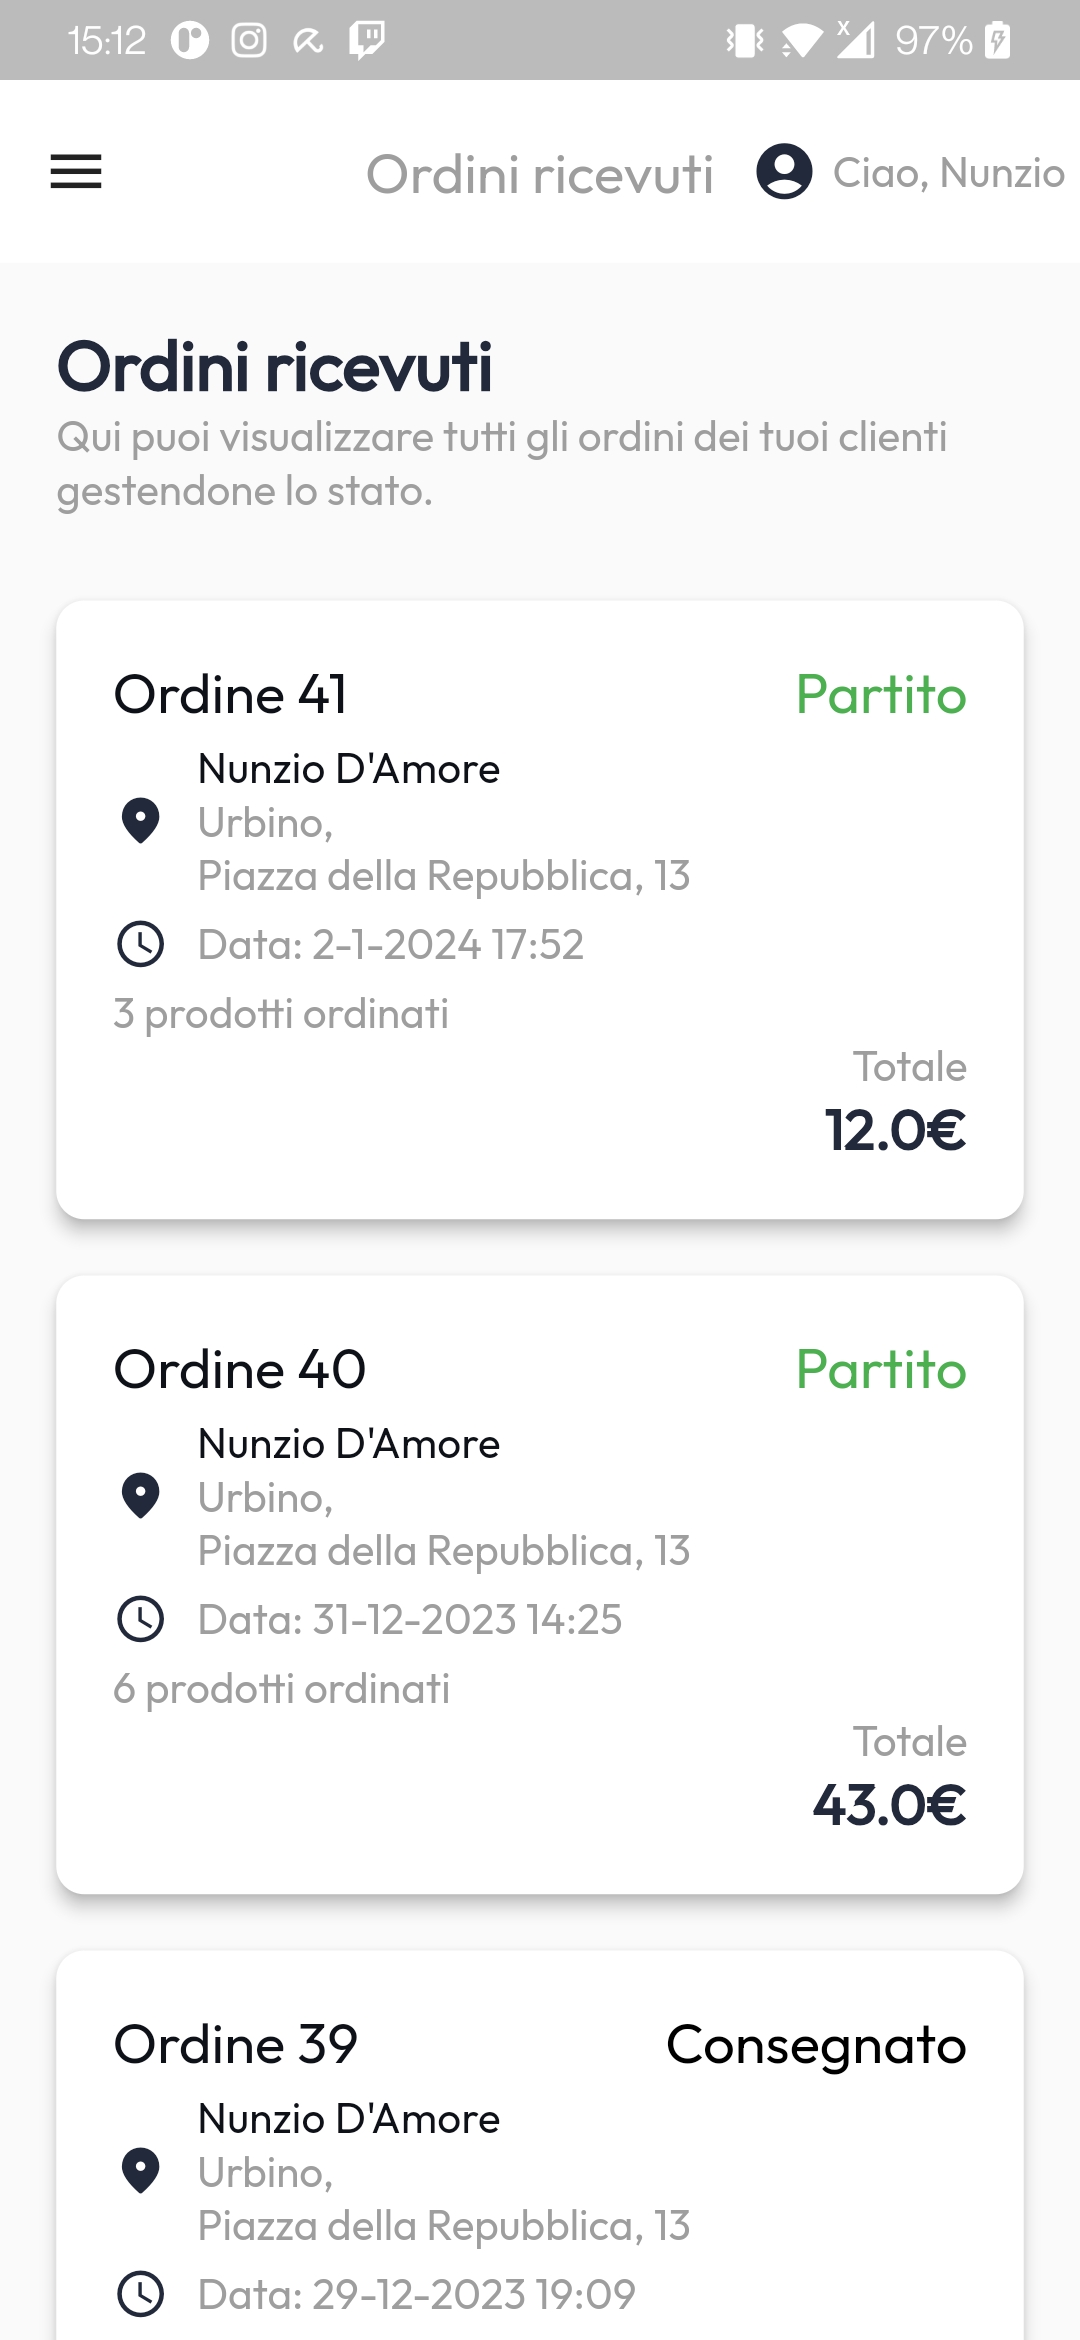 15:12
97%
Ordini ricevuti
Ciao, Nunzio
Ordini ricevuti
Qui puoi visualizzare tutti gli ordini dei tuoi clienti
gestendone lo stato.
Ordine 41
Partito
Nunzio D'Amore
Urbino,
Piazza della Repubblica, 13
Data: 2-1-2024 17:52
3 prodotti ordinati
Totale
12.0€
Ordine 40
Partito
Nunzio D'Amore
Urbino,
Piazza della Repubblica, 13
Data: 31-12-2023 14:25
6 prodotti ordinati
Totale
43.0€
Ordine 39
Consegnato
Nunzio D'Amore
Urbino,
Piazza della Repubblica, 13
Data: 29-12-2023 19:09